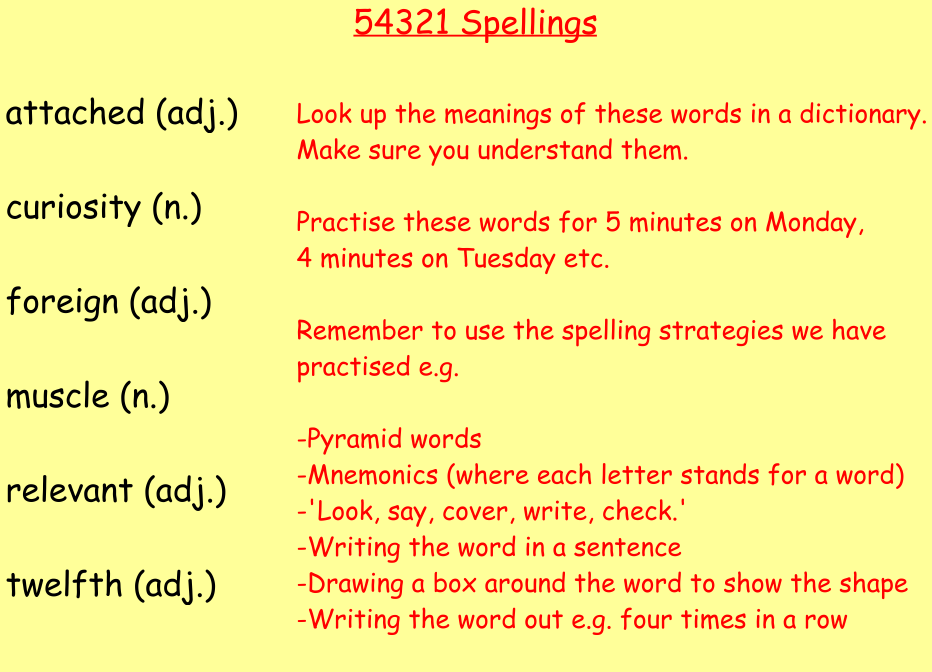 54321 Spellings
attached (adj.)
curiosity (n.)
foreign (adj.)
muscle (n.)
relevant (adj.)
twelfth (adj.)
Look up the meanings of these words in a dictionary.
Make sure you understand them.
Practise these words for 5 minutes on Monday,
4 minutes on Tuesday etc.
Remember to use the spelling strategies we have
practised e.g.
-Pyramid words
-Mnemonics (where each letter stands for a word)
-'Look, say, cover, write, check.'
-Writing the word in a sentence
-Drawing a box around the word to show the shape
-Writing the word out e.g. four times in a row